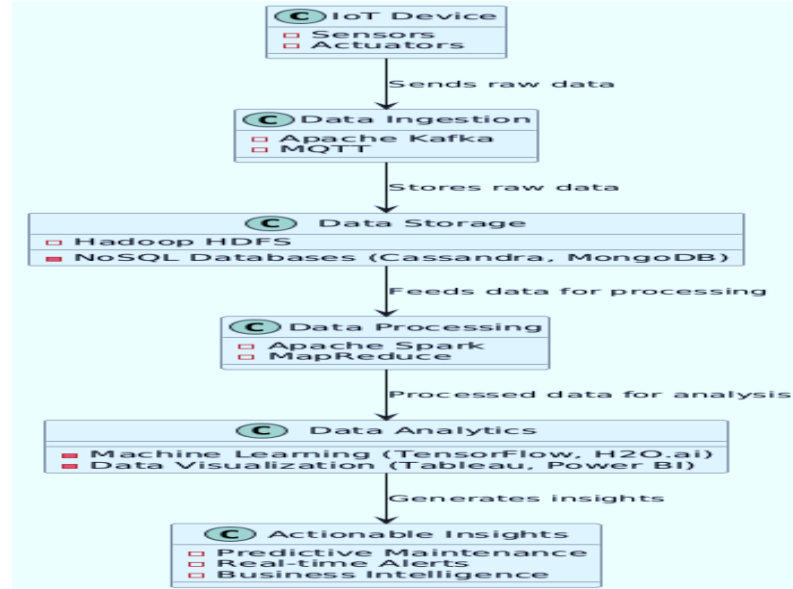 C IoT Device
Sensors
Actuators
Sends raw data
C Data Ingestion
Apache Kafka
MQTT
Stores raw data
C Data Storage
Hadoop HDFS
NoSQL Databases (Cassandra, MongoDB)
Feeds data for processing
C Data Processing
Apache Spark
MapReduce
Processed data for analysis
C Data Analytics
Machine Learning (TensorFlow, H2O.ai)
Data Visualization (Tableau, Power BI)
Generates insights
C Actionable Insights
Predictive Maintenance
Real-time Alerts
Business Intelligence